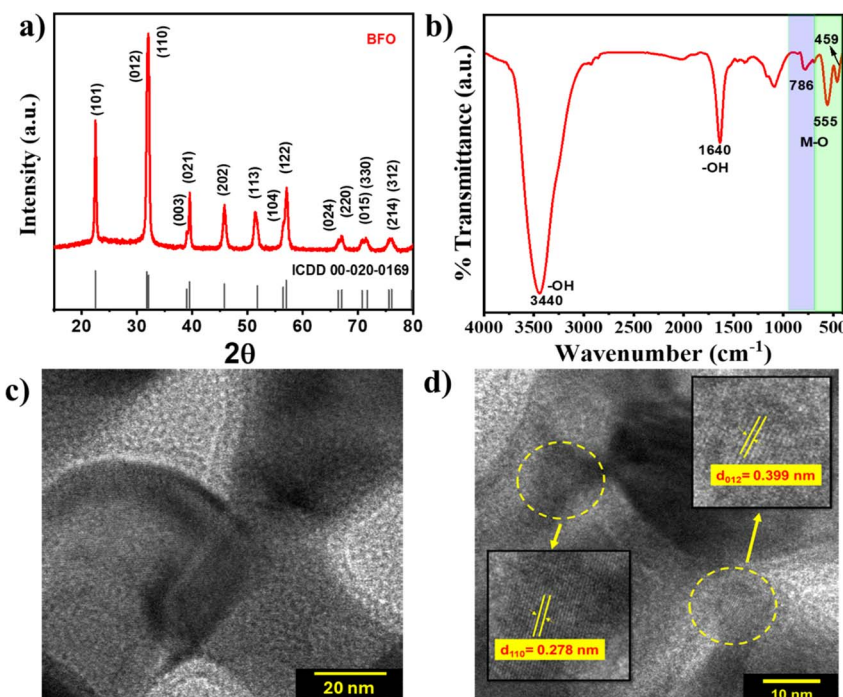 a)
BFO
Intensity (a.u.)
(101)
(012)
(110)
(003)
(021)
(202)
(113)
(104)
(122)
(024)
(220)
(015) (330)
(214) (312)
ICDD 00-020-0169
20 30 40 50 60 70 80
2θ
b)
% Transmittance (a.u.)
459
786
555
M-O
1640
-OH
-OH
3440
4000 3500 3000 2500 2000 1500 1000 500
Wavenumber (cm⁻¹)
c)
20 nm
d)
d₀₁₂= 0.399 nm
d₁₁₀= 0.278 nm
10 nm